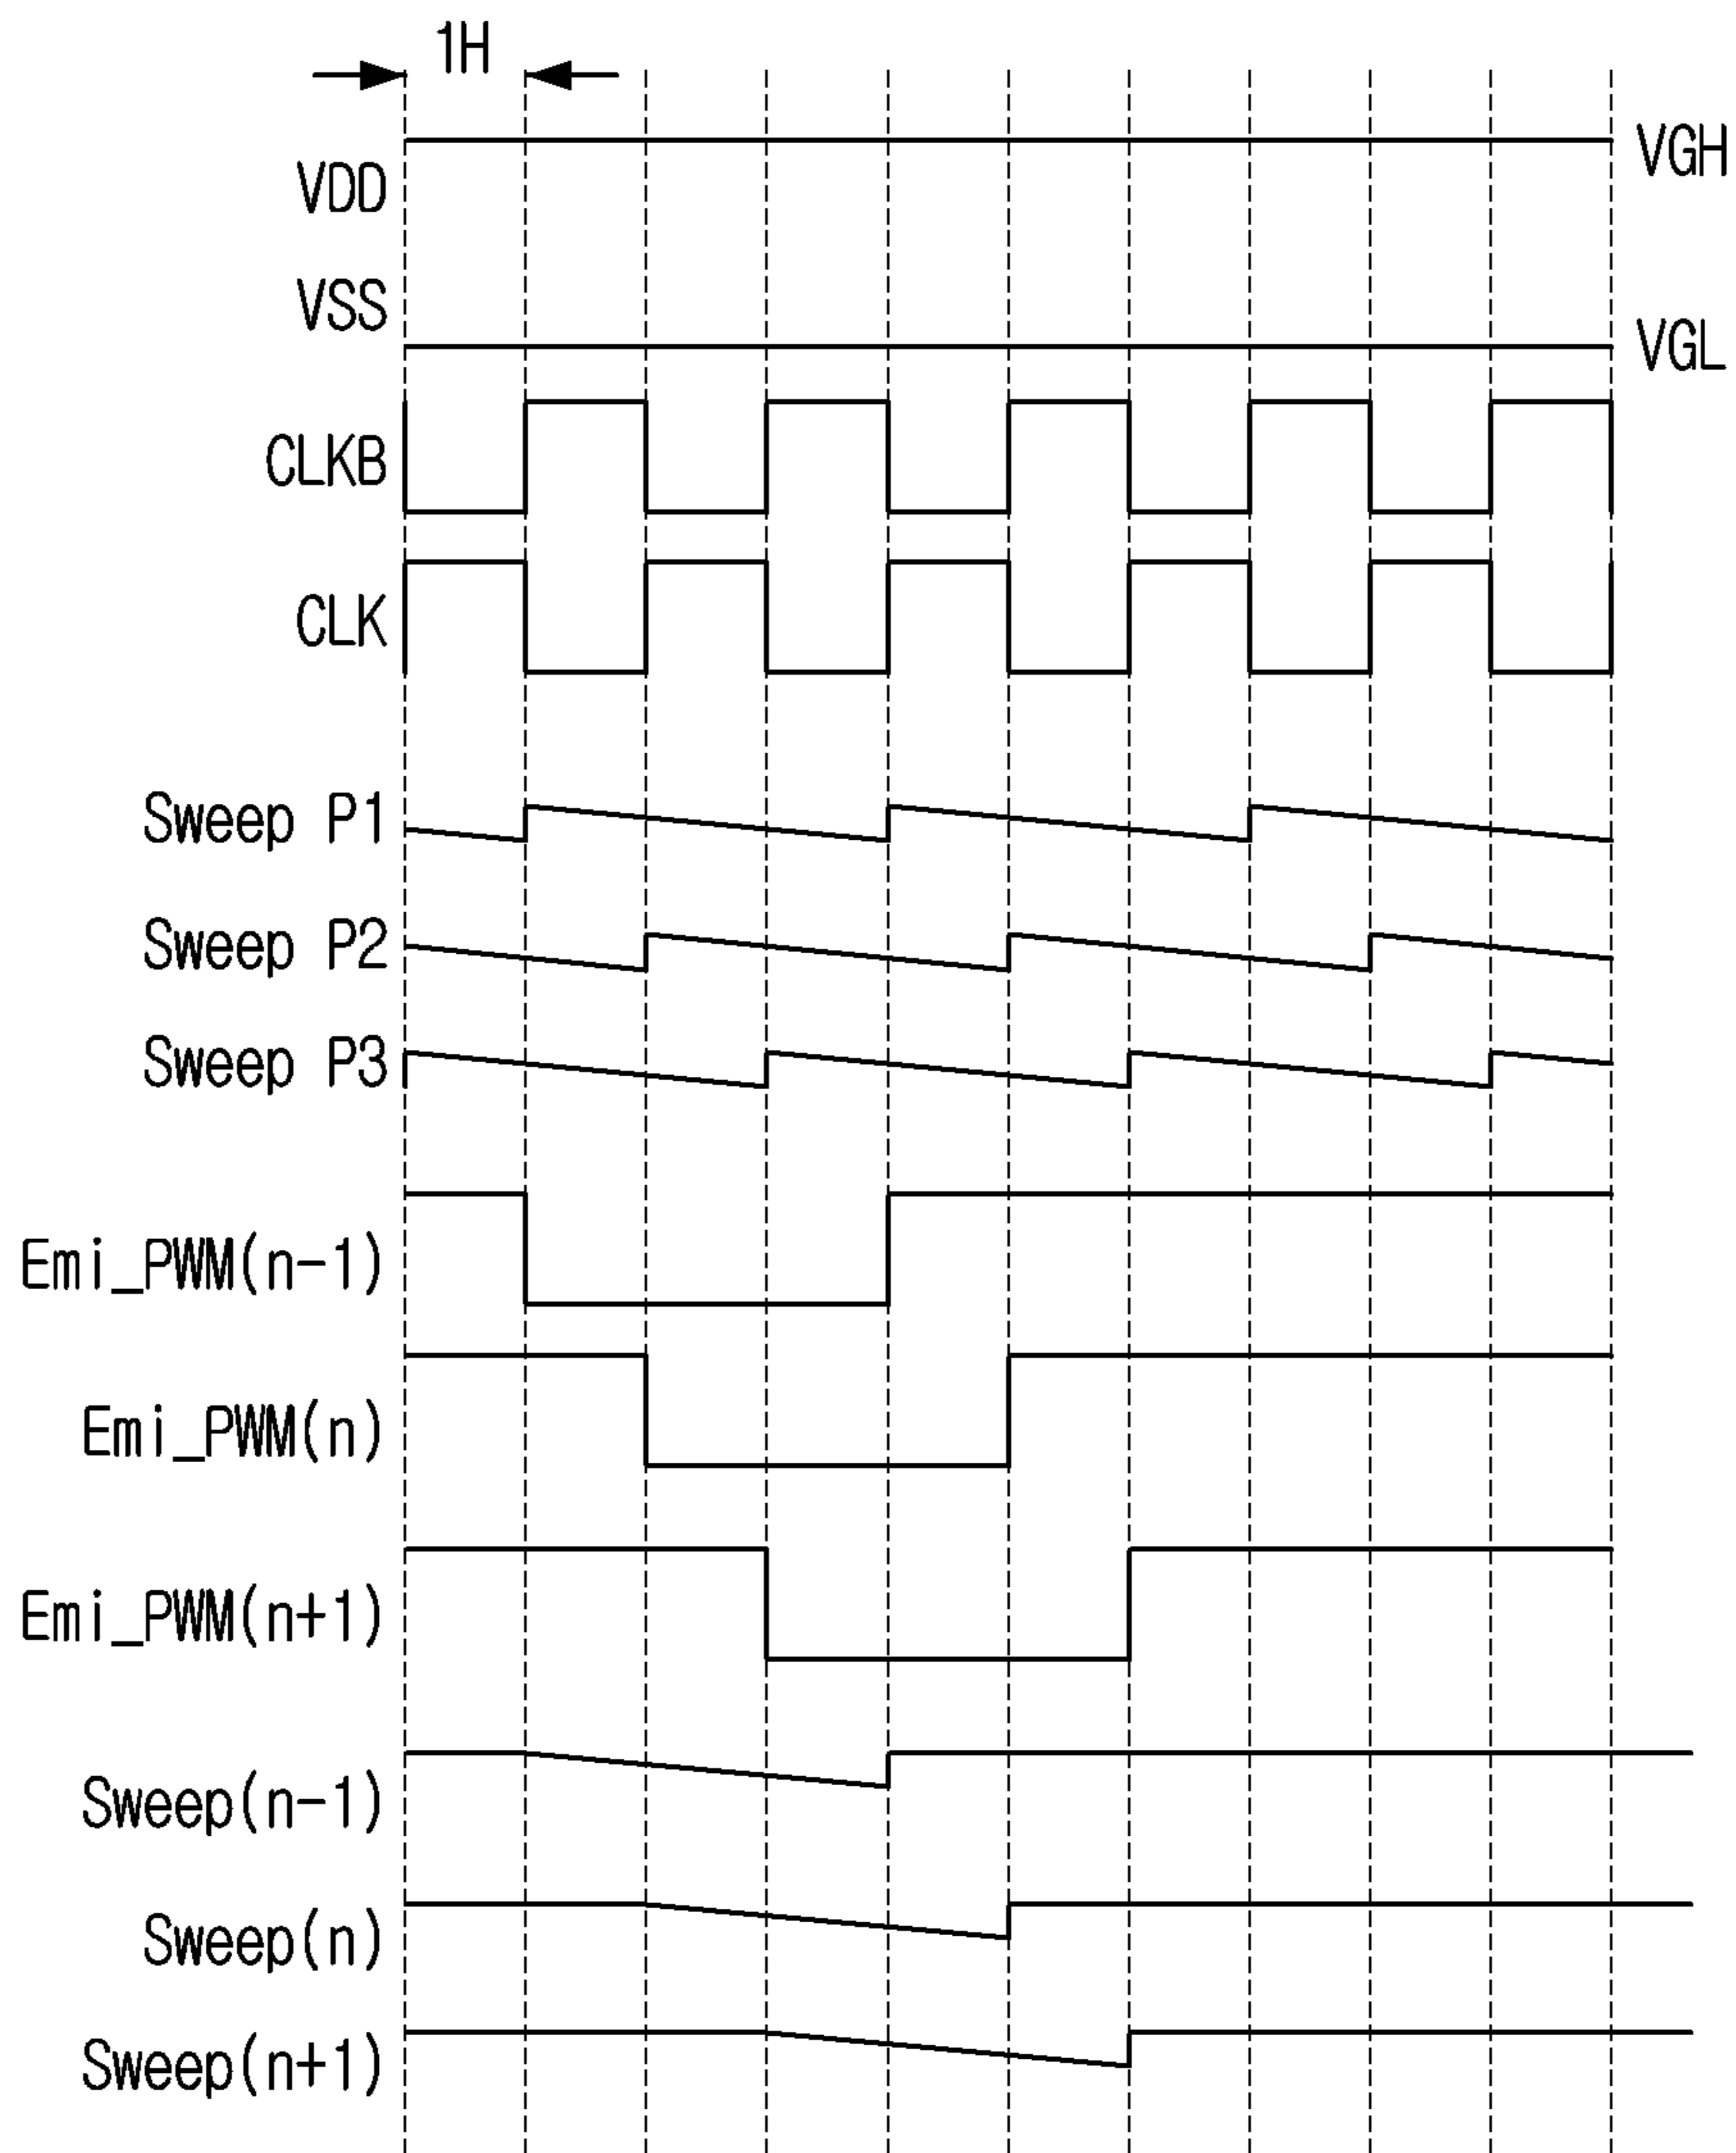 1H
VDD
VGH
VSS
VGL
CLKB
CLK
Sweep P1
Sweep P2
Sweep P3
Emi_PWM(n-1)
Emi_PWM(n)
Emi_PWM(n+1)
Sweep(n-1)
Sweep(n)
Sweep(n+1)